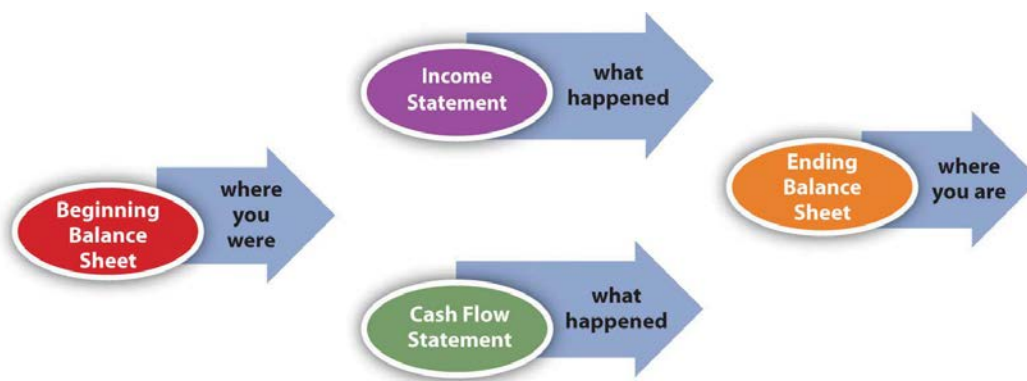 Beginning
Balance
Sheet
where
you
were
Income
Statement
what
happened
Cash Flow
Statement
what
happened
Ending
Balance
Sheet
where
you are